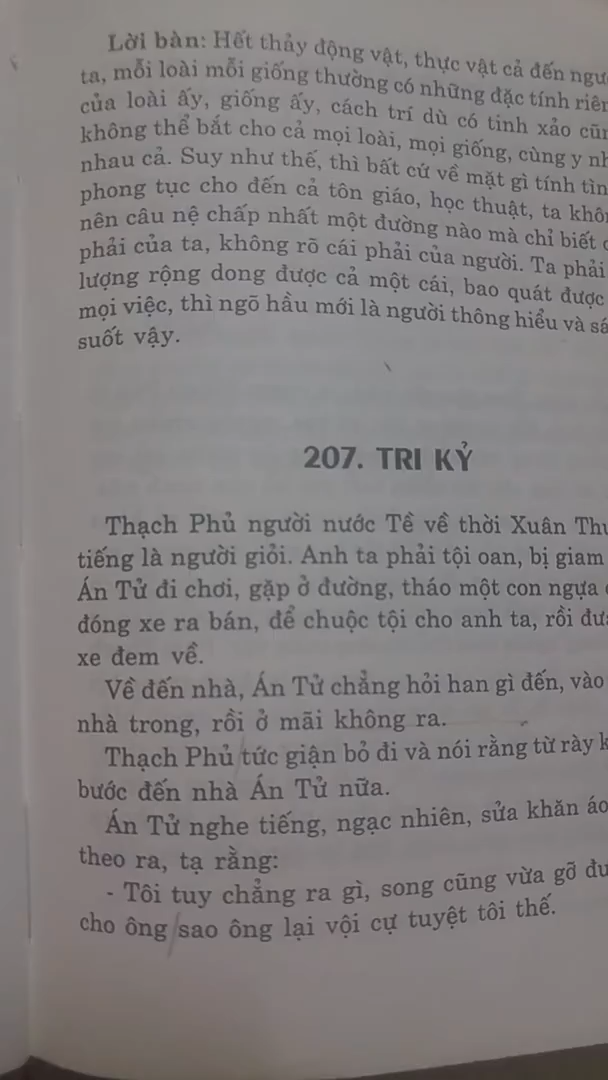 Lời bàn: Hết thảy động vật, thực vật cả đến
ta, mỗi loài mỗi giống thường có những đặc tính
của loài ấy, giống ấy, cách trí dù có tinh xảo
không thể bắt cho cả mọi loài, mọi giống, cùng y
nhau cả. Suy như thế, thì bất cứ về mặt gì tính
phong tục cho đến cả tôn giáo, học thuật, ta
nên câu nệ chấp nhất một đường nào mà chỉ biết
phải của ta, không rõ cái phải của người. Ta phải
lượng rộng dong được cả một cái, bao quát được
mọi việc, thì ngõ hầu mới là người thông hiểu và
suốt vậy.
207. TRI KỶ
Thạch Phủ người nước Tề về thời Xuân
tiếng là người giỏi. Anh ta phải tội oan, bị giam
Án Tử đi chơi, gặp ở đường, tháo một con ngựa
đóng xe ra bán, để chuộc tội cho anh ta, rồi
xe đem về.
Về đến nhà, Án Tử chẳng hỏi han gì đến, vào
nhà trong, rồi ở mãi không ra.
Thạch Phủ tức giận bỏ đi và nói rằng từ rày
bước đến nhà Án Tử nữa.
Án Tử nghe tiếng, ngạc nhiên, sửa khăn áo
theo ra, tạ rằng:
- Tôi tuy chẳng ra gì, song cũng vừa gỡ
cho ông sao ông lại vội cự tuyệt tôi thế.